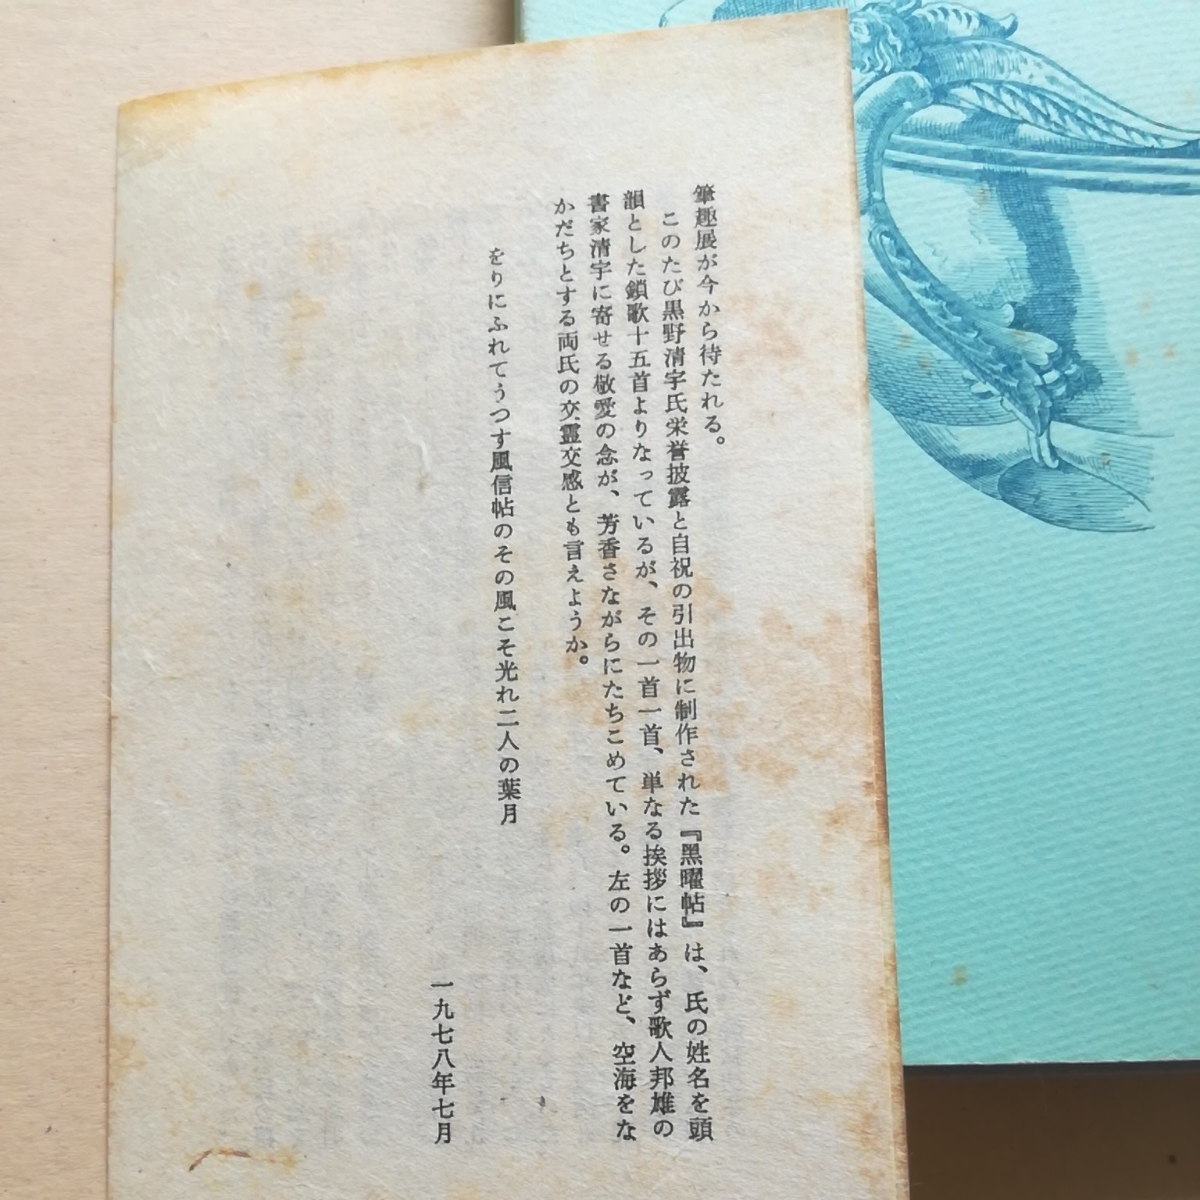 筆趣展が今から待たれる。
このたび黒野清宇氏栄誉披露と自祝の引出物に制作された『黒曜帖』は、氏の姓名を頭
韻とした鎖歌十五首よりなっているが、その一首一首、単なる挨拶にはあらず歌人邦雄の
書家清宇に寄せる敬愛の念が、芳香さながらにたちこめている。左の一首など、空海をな
かだちとする両氏の交霊交感とも言えようか。
をりにふれてうつす風信帖のその風こそ光れ二人の葉月
一九七八年七月